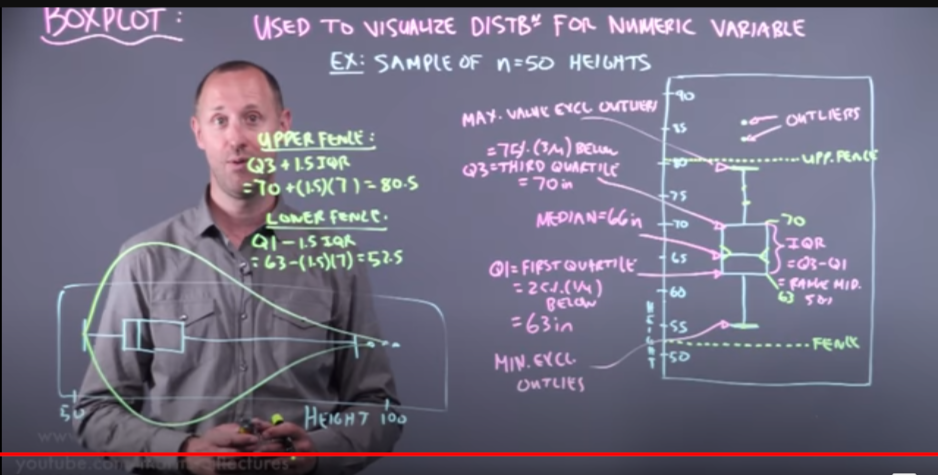 BOXPLOT:
USED TO VISUALIZE DISTBⁿ FOR NUMERIC VARIABLE
EX: SAMPLE OF n=50 HEIGHTS
UPPER FENCE:
Q3 + 1.5 IQR
= 70 + (1.5)(7) = 80.5
LOWER FENCE.
Q1 - 1.5 IQR
= 63 - (1.5)(7) = 52.5
MAX. VALUE EXCL OUTLIERS
= 75% (3/4) BELOW
Q3 = THIRD QUARTILE
= 70 in
MEDIAN = 66 in
Q1 = FIRST QUARTILE
= 25% (1/4)
BELOW
= 63 in
MIN. EXCL.
OUTLIES
90
85
80
75
70
65
60
55
50
HEIGHT
OUTLIERS
UPP. FENCE
70
IQR
= Q3-Q1
= RANGE MID.
50%
63
FENCE
50
HEIGHT
100
www
youtube.com
lectures